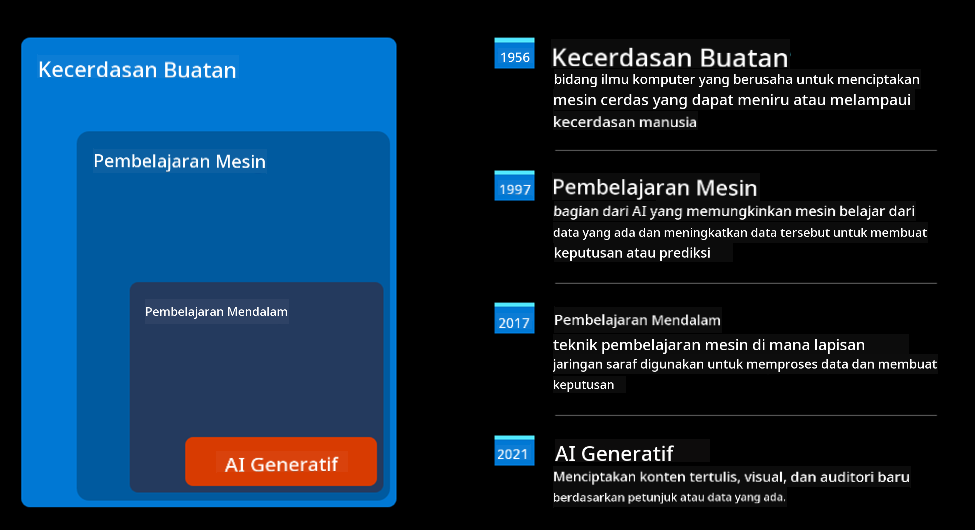 Kecerdasan Buatan
Pembelajaran Mesin
Pembelajaran Mendalam
AI Generatif
1956
Kecerdasan Buatan
bidang ilmu komputer yang berusaha untuk menciptakan
mesin cerdas yang dapat meniru atau melampaui
kecerdasan manusia
1997
Pembelajaran Mesin
bagian dari AI yang memungkinkan mesin belajar dari
data yang ada dan meningkatkan data tersebut untuk membuat
keputusan atau prediksi
2017
Pembelajaran Mendalam
teknik pembelajaran mesin di mana lapisan
jaringan saraf digunakan untuk memproses data dan membuat
keputusan
2021
AI Generatif
Menciptakan konten tertulis, visual, dan auditori baru
berdasarkan petunjuk atau data yang ada.